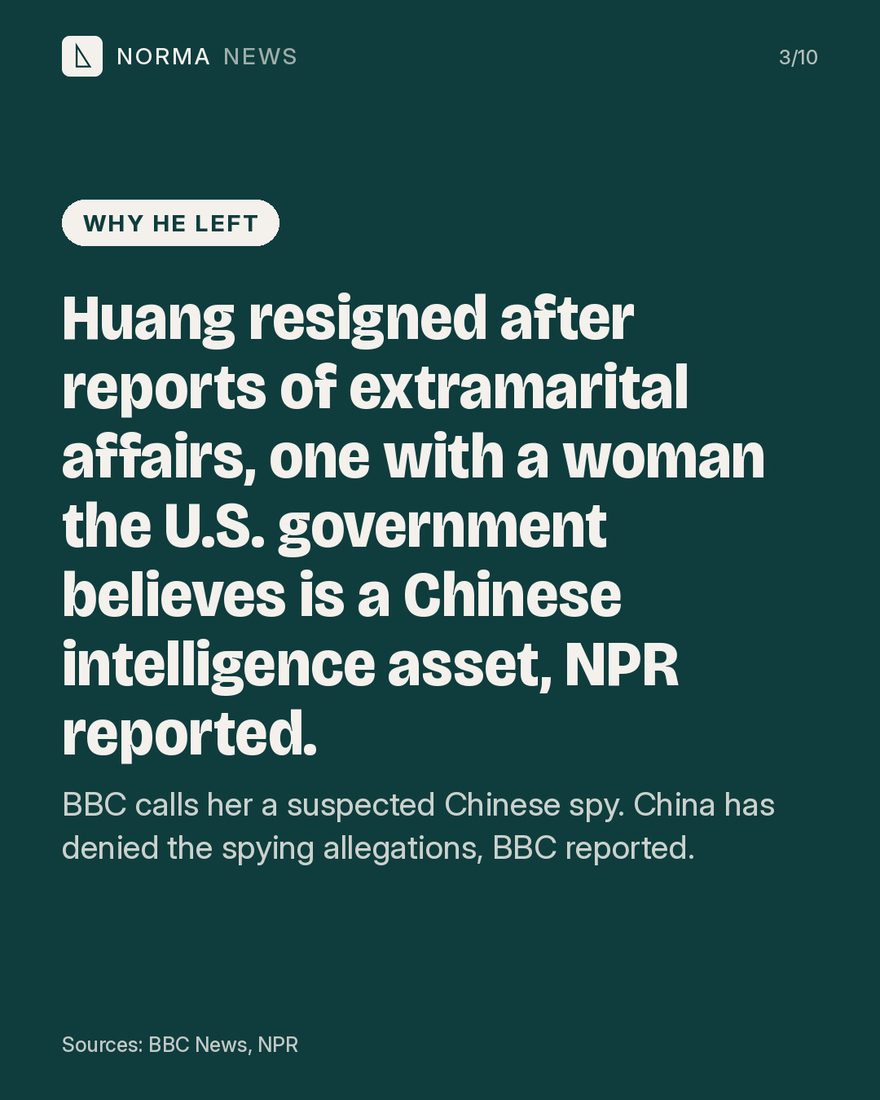 NORMA NEWS
3/10
WHY HE LEFT
Huang resigned after
reports of extramarital
affairs, one with a woman
the U.S. government
believes is a Chinese
intelligence asset, NPR
reported.
BBC calls her a suspected Chinese spy. China has
denied the spying allegations, BBC reported.
Sources: BBC News, NPR